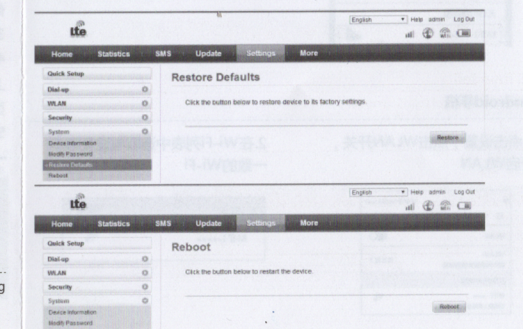 English Help admin Log Out
lte
Home Statistics SMS Update Settings More
Quick Setup
Dial-up
WLAN
Security
System
Device Information
Modify Password
Restore Defaults
Reboot
Restore Defaults
Click the button below to restore device to its factory settings.
Restore
English Help admin Log Out
lte
Home Statistics SMS Update Settings More
Quick Setup
Dial-up
WLAN
Security
System
Device Information
Modify Password
Reboot
Click the button below to restart the device.
Reboot
g